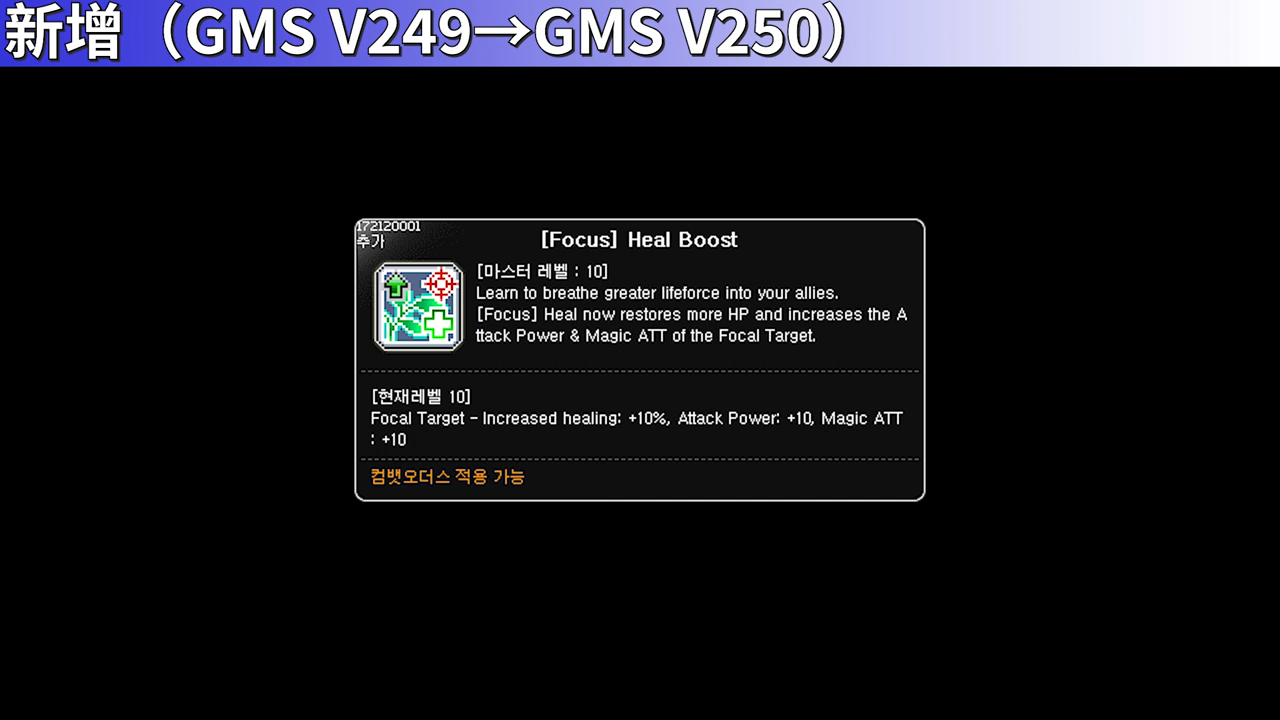 新增（GMS V249→GMS V250）
172120001
추가
[Focus] Heal Boost
[마스터 레벨 : 10]
Learn to breathe greater lifeforce into your allies.
[Focus] Heal now restores more HP and increases the A
ttack Power & Magic ATT of the Focal Target.
[현재레벨 10]
Focal Target - Increased healing: +10%, Attack Power: +10, Magic ATT
: +10
컴뱃오더스 적용 가능